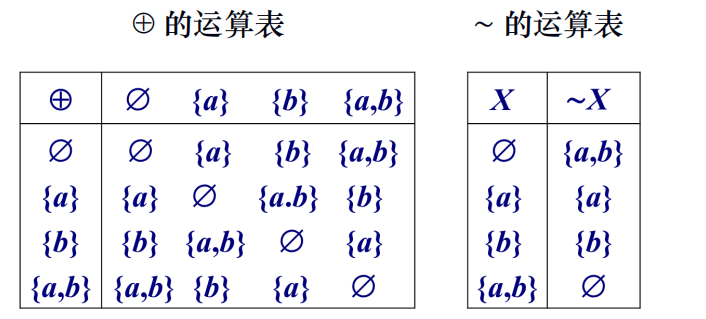 ⊕ 的运算表
~ 的运算表
⊕ ∅ {a} {b} {a,b}
∅ ∅ {a} {b} {a,b}
{a} {a} ∅ {a.b} {b}
{b} {b} {a,b} ∅ {a}
{a,b} {a,b} {b} {a} ∅
X ~X
∅ {a,b}
{a} {a}
{b} {b}
{a,b} ∅